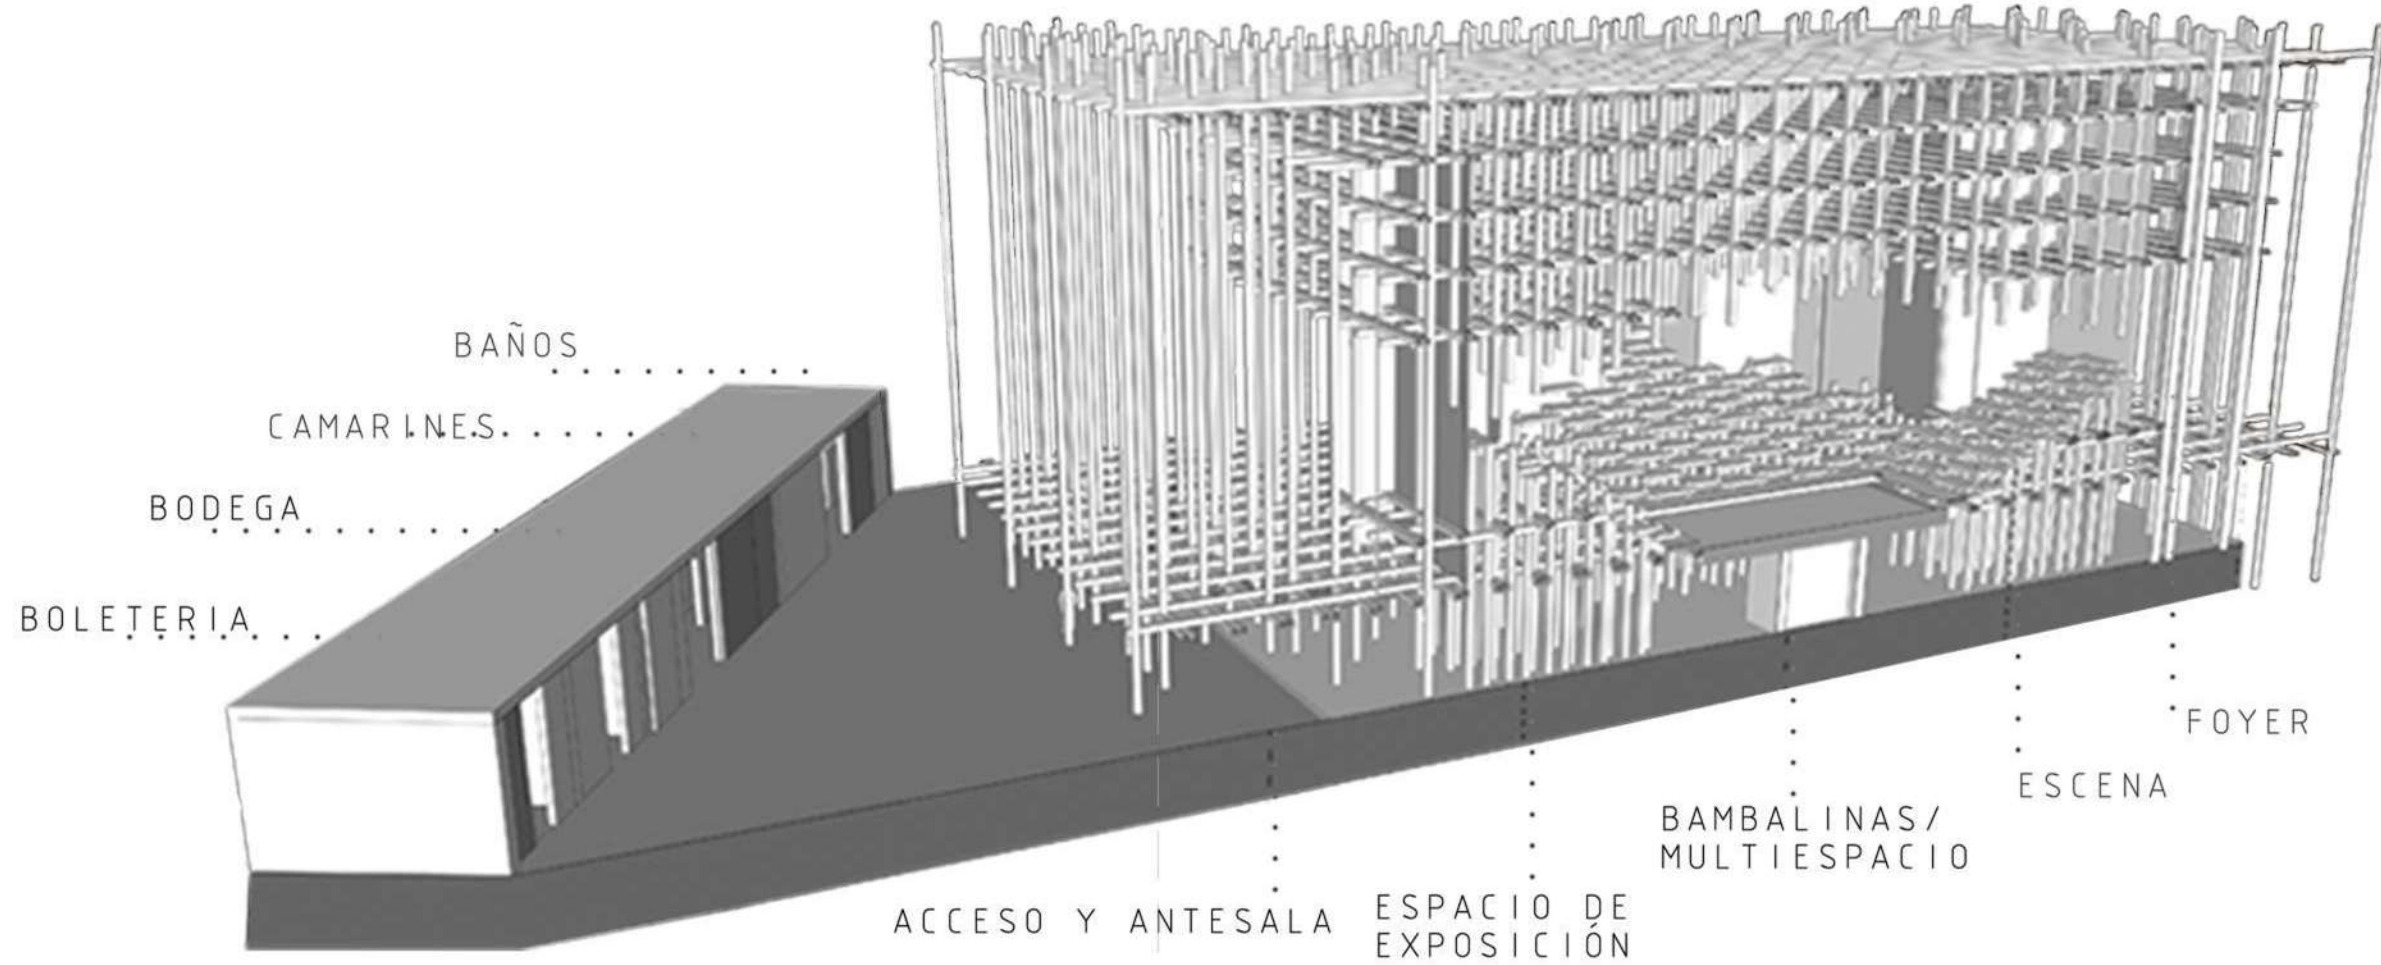 BAÑOS
CAMARINES
BODEGA
BOLETERIA
FOYER
ESCENA
BAMBALINAS/
MULTIESPACIO
ESPACIO DE
EXPOSICIÓN
ACCESO Y ANTESALA